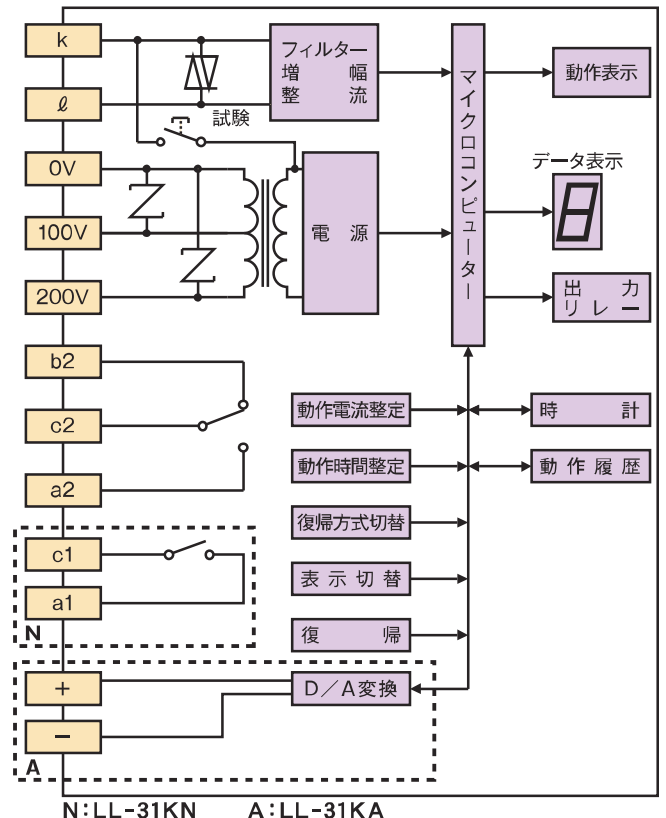 k
ℓ
0V
100V
200V
b2
c2
a2
c1
a1
N
+
−
A
フィルター
増 幅
整 流
試験
電 源
マイクロコンピューター
動作表示
データ表示
8
出 力
リレー
動作電流整定
動作時間整定
復帰方式切替
表示切替
復 帰
D／A変換
時 計
動作履歴
N:LL-31KN A:LL-31KA